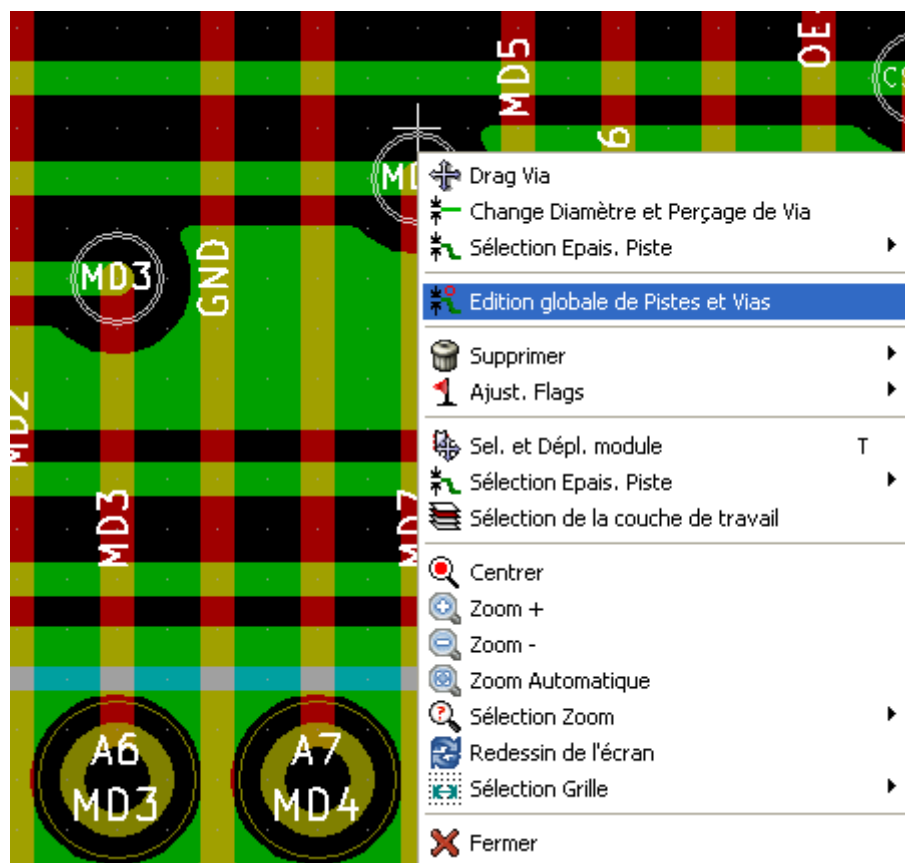 OE-
MD5
6
CS
MD
MD3
GND
MD2
MD3
MD7
A6
MD3
A7
MD4
Drag Via
Change Diamètre et Perçage de Via
Sélection Epais. Piste
Edition globale de Pistes et Vias
Supprimer
Ajust. Flags
Sel. et Dépl. module T
Sélection Epais. Piste
Sélection de la couche de travail
Centrer
Zoom +
Zoom -
Zoom Automatique
Sélection Zoom
Redessin de l'écran
Sélection Grille
Fermer